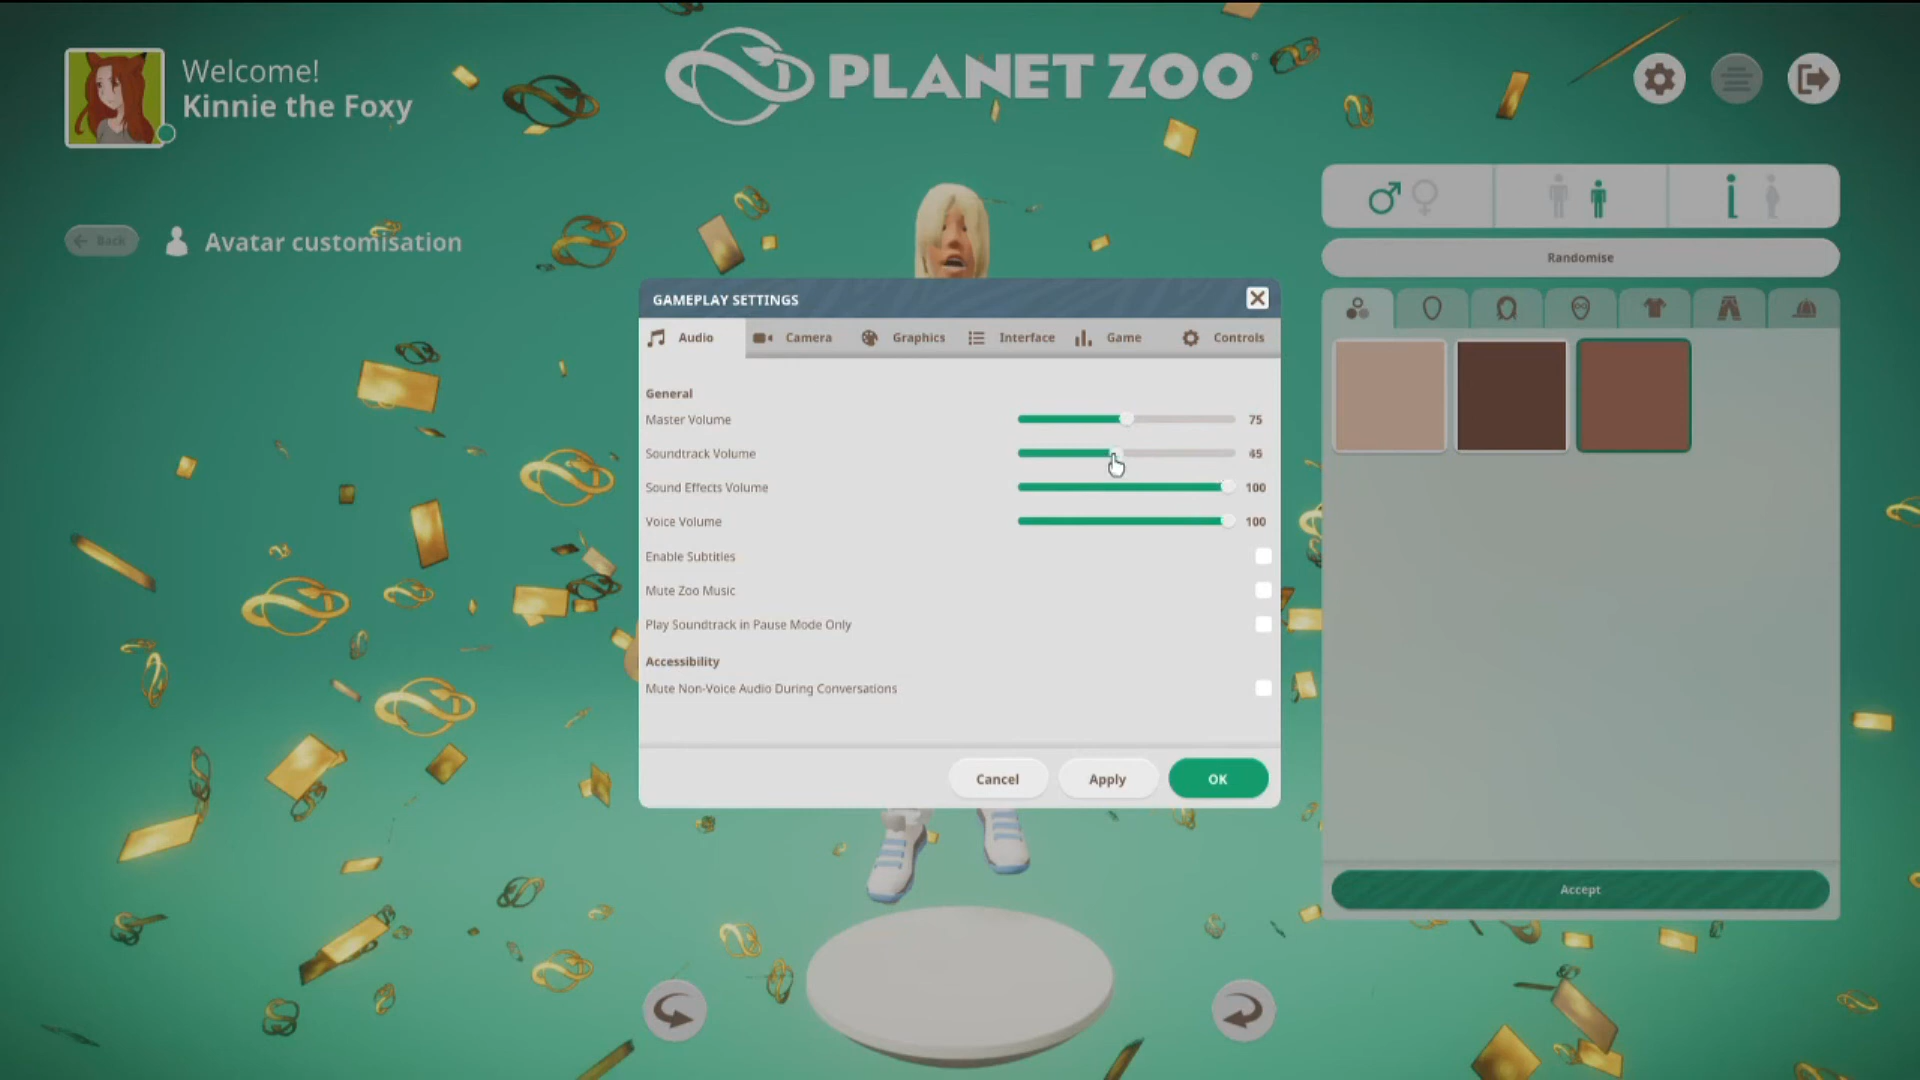 Welcome!
Kinnie the Foxy
PLANET ZOO
Back
Avatar customisation
Randomise
GAMEPLAY SETTINGS
Audio
Camera
Graphics
Interface
Game
Controls
General
Master Volume 75
Soundtrack Volume 45
Sound Effects Volume 100
Voice Volume 100
Enable Subtitles
Mute Zoo Music
Play Soundtrack in Pause Mode Only
Accessibility
Mute Non-Voice Audio During Conversations
Cancel
Apply
OK
Accept